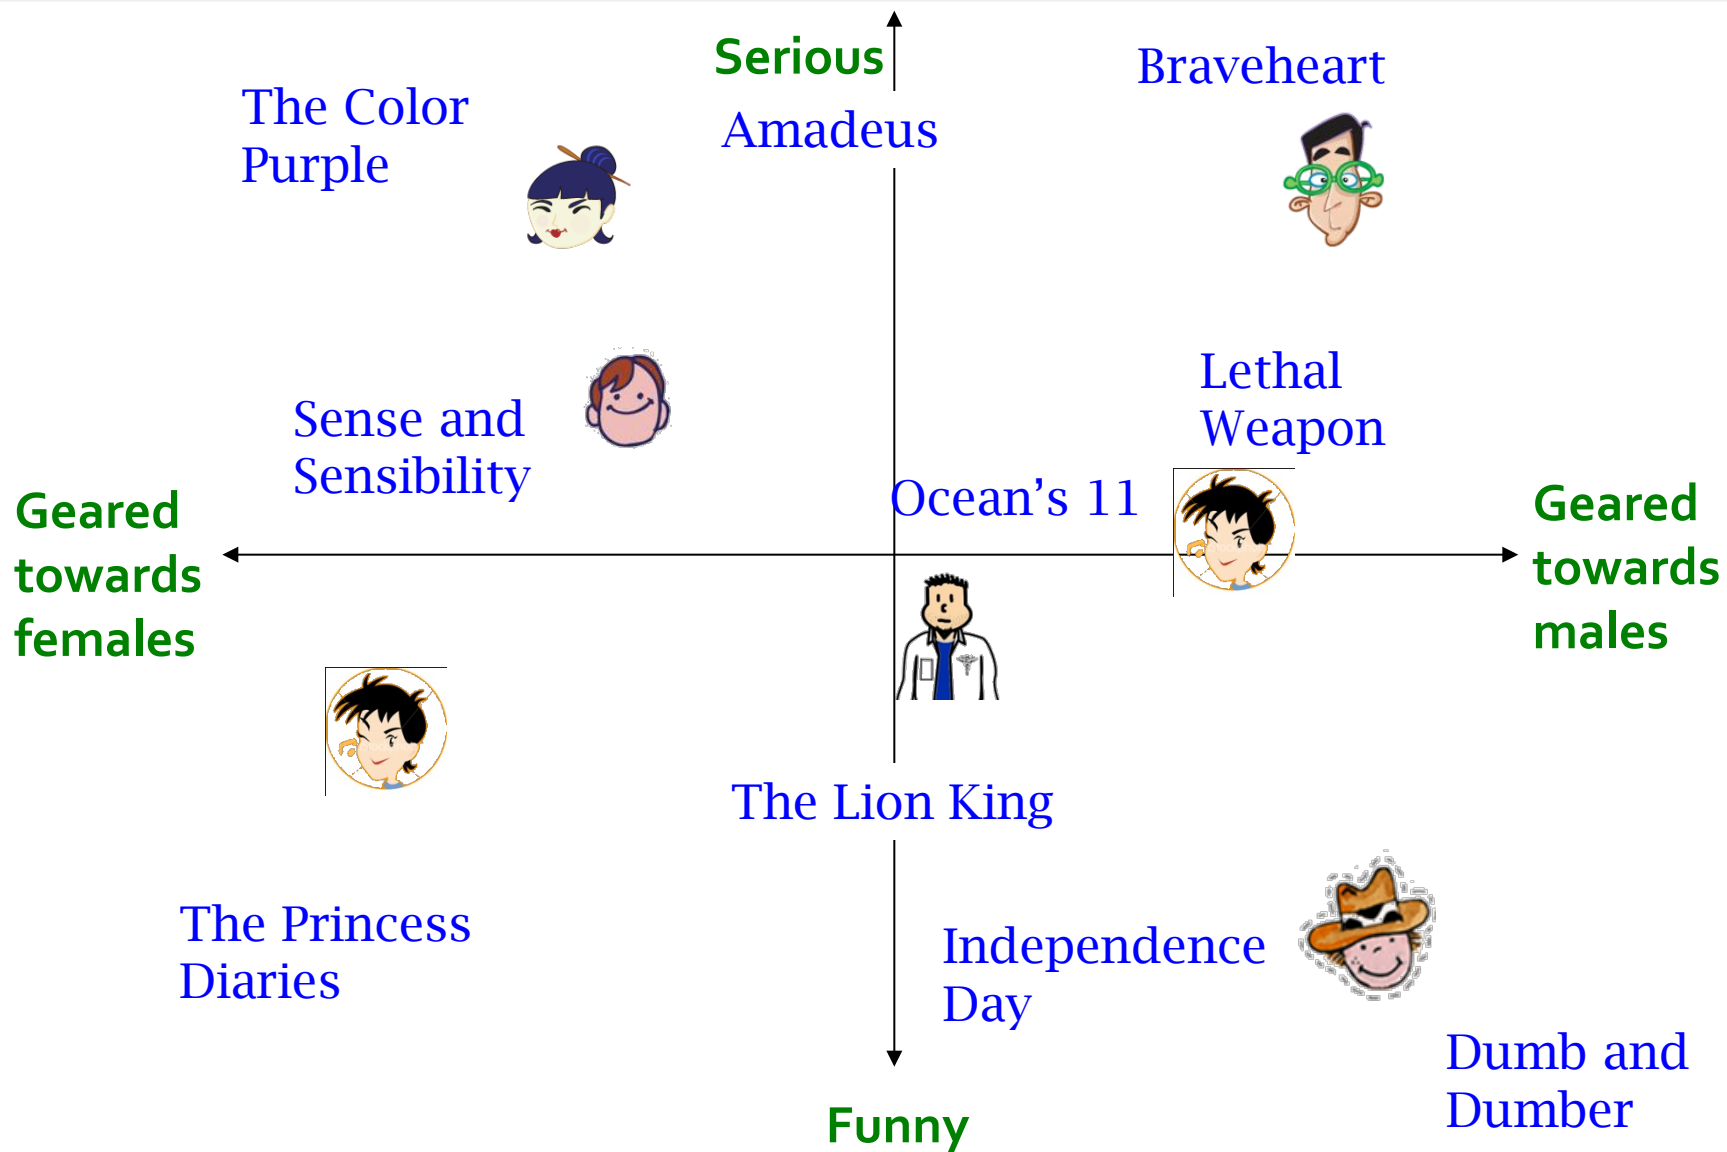 Serious
Braveheart
The Color
Purple
Amadeus
Lethal
Weapon
Sense and
Sensibility
Ocean’s 11
Geared
towards
females
Geared
towards
males
The Lion King
The Princess
Diaries
Independence
Day
Dumb and
Dumber
Funny